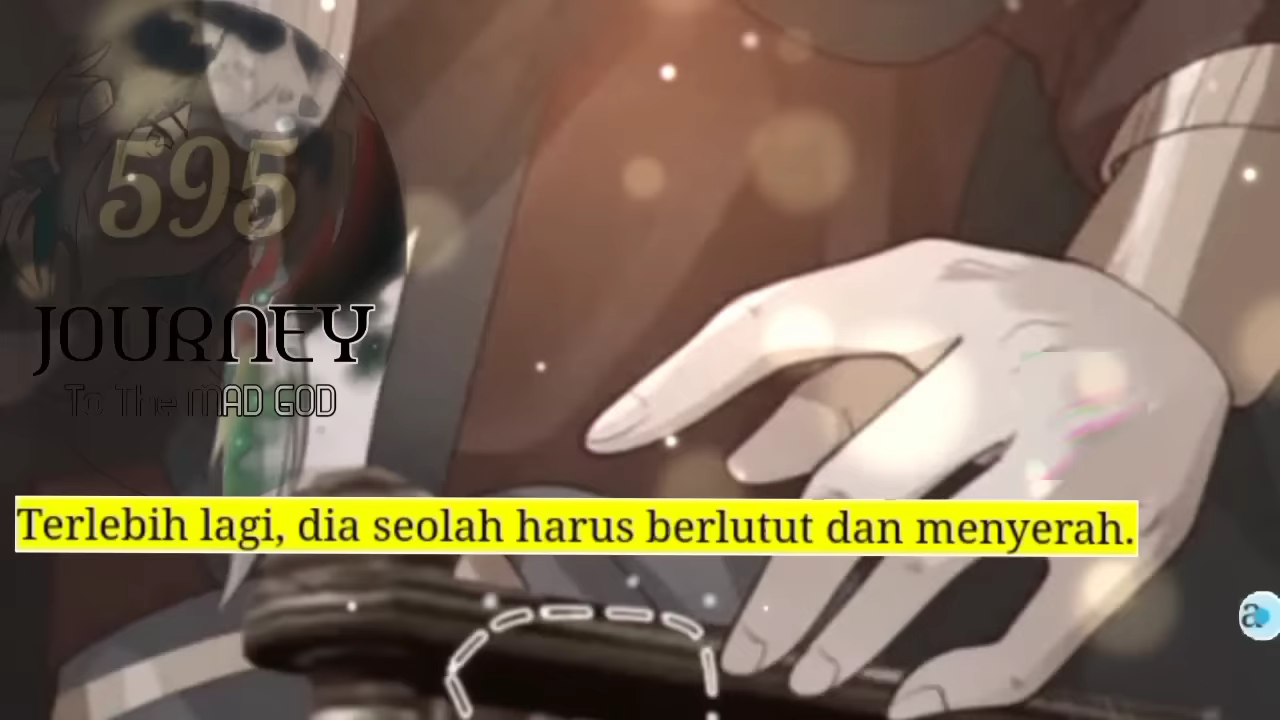 595
JOURNEY
To The MAD GOD
Terlebih lagi, dia seolah harus berlutut dan menyerah.
a